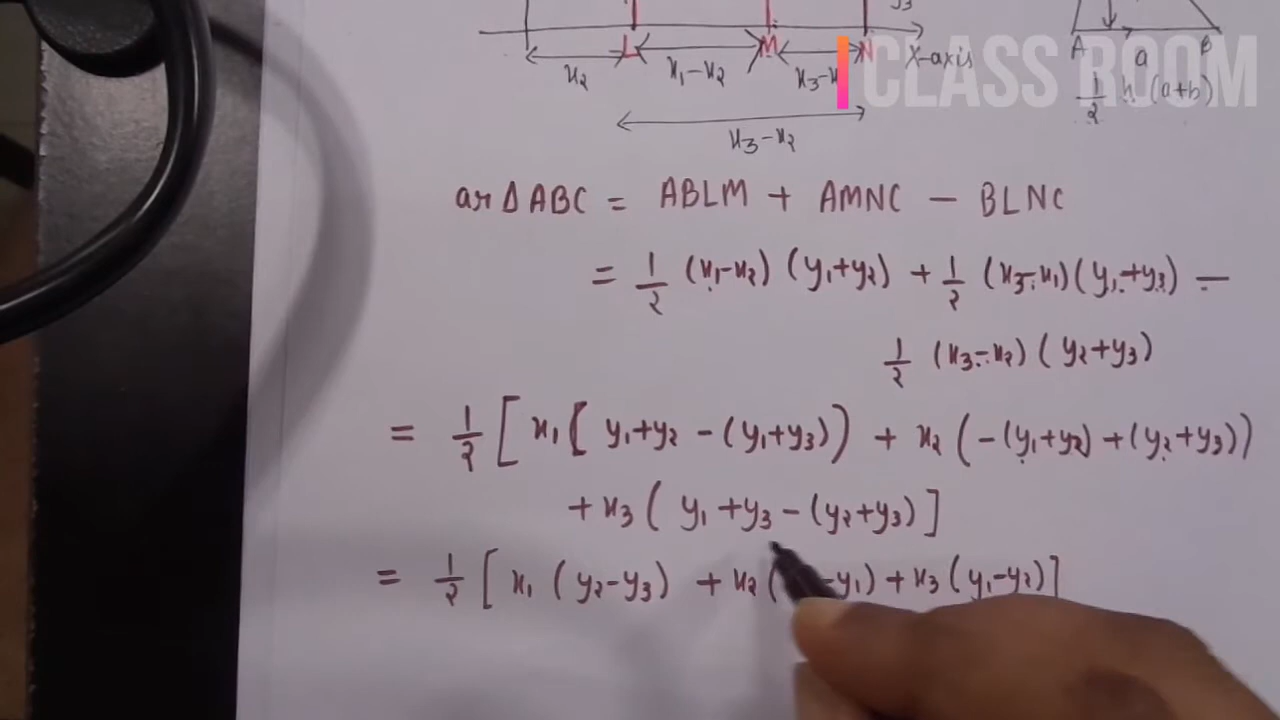 y3
L M N X-axis A B
x2 x1-x2 x3-x a
CLASS ROOM
1/2 h (a+b)
x3-x2
ar Δ ABC = ABLM + AMNC - BLNC
= 1/2 (x1-x2) (y1+y2) + 1/2 (x3-x1)(y1+y3) -
1/2 (x3-x2) (y2+y3)
= 1/2 [ x1 [ y1+y2 - (y1+y3)) + x2 (-(y1+y2) + (y2+y3))
+ x3 ( y1+y3 - (y2+y3) ]
= 1/2 [ x1 (y2-y3) + x2 ( -y1) + x3 (y1-y2) ]